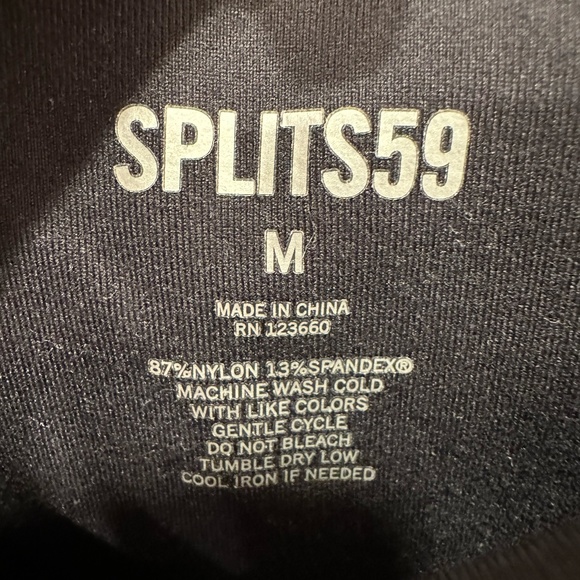 SPLITS59
M
MADE IN CHINA
RN 123660
87%NYLON 13%SPANDEX®
MACHINE WASH COLD
WITH LIKE COLORS
GENTLE CYCLE
DO NOT BLEACH
TUMBLE DRY LOW
COOL IRON IF NEEDED